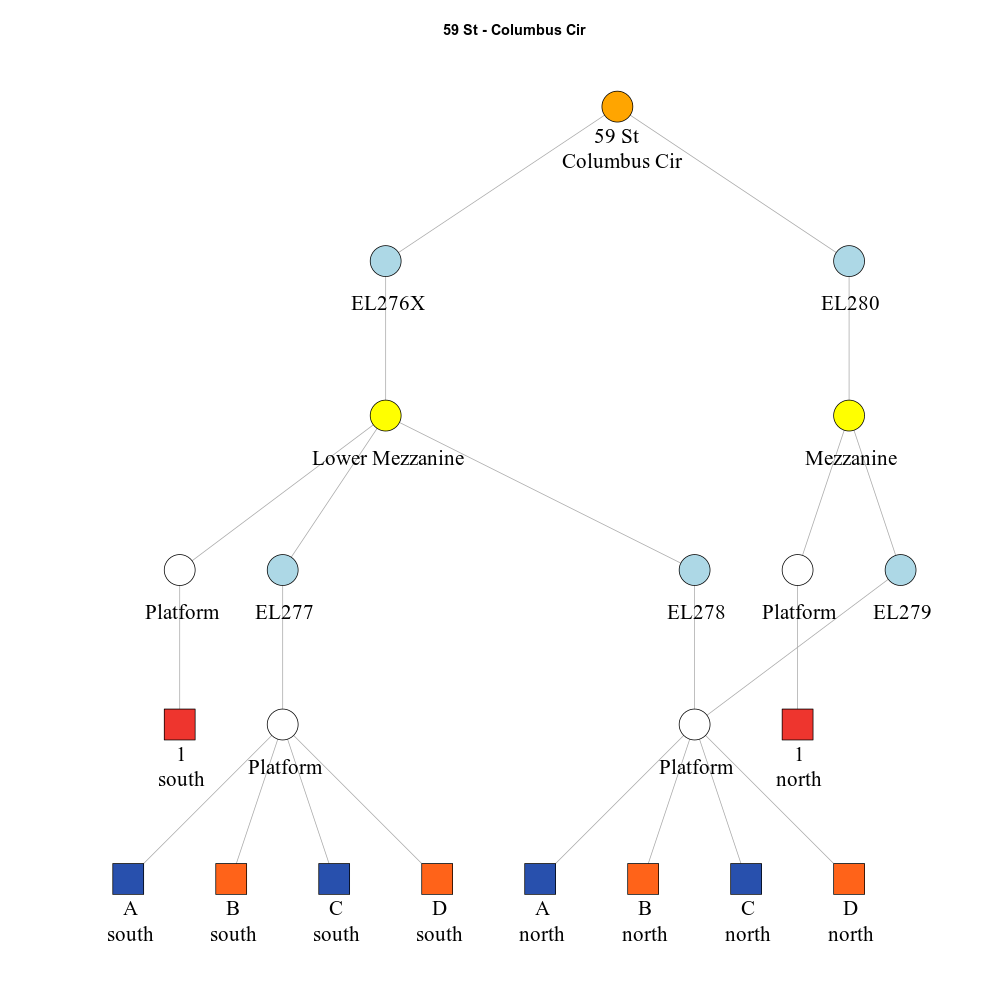 59 St - Columbus Cir
59 St
Columbus Cir
EL276X
EL280
Lower Mezzanine
Mezzanine
Platform
EL277
EL278
Platform
EL279
1
south
Platform
Platform
1
north
A
south
B
south
C
south
D
south
A
north
B
north
C
north
D
north